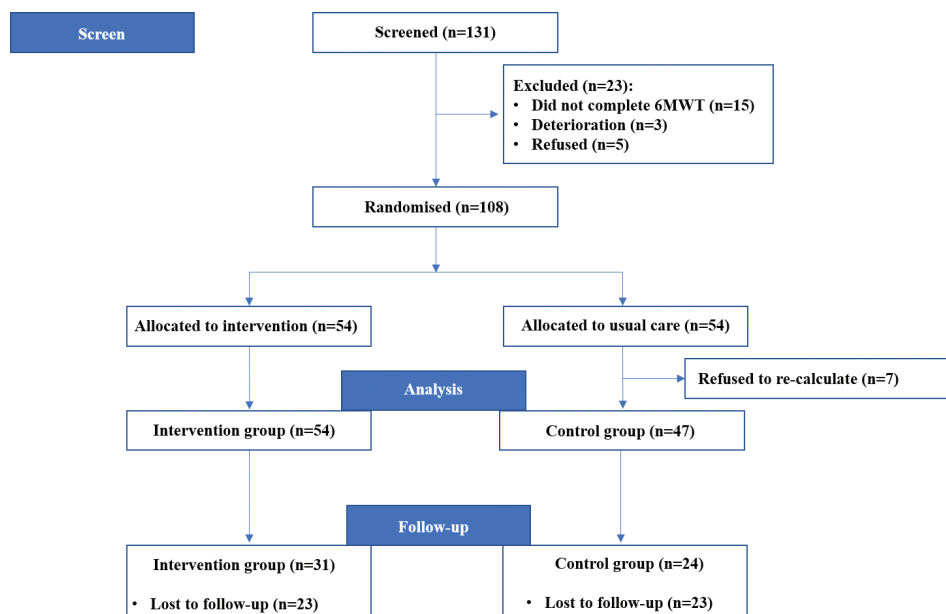 Screen
Screened (n=131)
Excluded (n=23):
• Did not complete 6MWT (n=15)
• Deterioration (n=3)
• Refused (n=5)
Randomised (n=108)
Allocated to intervention (n=54)
Allocated to usual care (n=54)
Refused to re-calculate (n=7)
Analysis
Intervention group (n=54)
Control group (n=47)
Follow-up
Intervention group (n=31)
• Lost to follow-up (n=23)
Control group (n=24)
• Lost to follow-up (n=23)